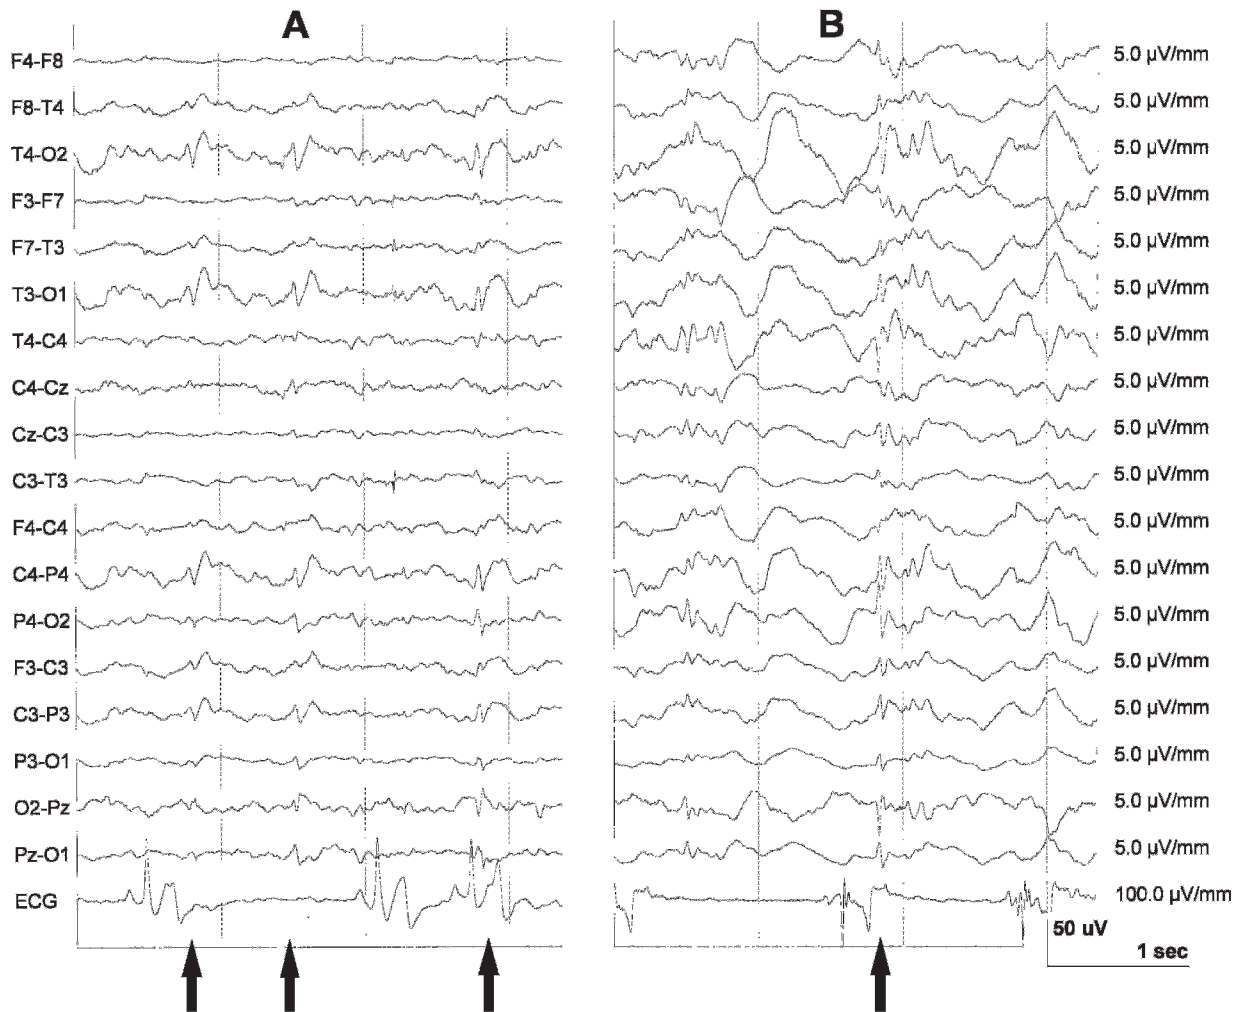 A B
F4-F8 5.0 µV/mm
F8-T4 5.0 µV/mm
T4-O2 5.0 µV/mm
F3-F7 5.0 µV/mm
F7-T3 5.0 µV/mm
T3-O1 5.0 µV/mm
T4-C4 5.0 µV/mm
C4-Cz 5.0 µV/mm
Cz-C3 5.0 µV/mm
C3-T3 5.0 µV/mm
F4-C4 5.0 µV/mm
C4-P4 5.0 µV/mm
P4-O2 5.0 µV/mm
F3-C3 5.0 µV/mm
C3-P3 5.0 µV/mm
P3-O1 5.0 µV/mm
O2-Pz 5.0 µV/mm
Pz-O1 5.0 µV/mm
ECG 100.0 µV/mm
50 uV
1 sec